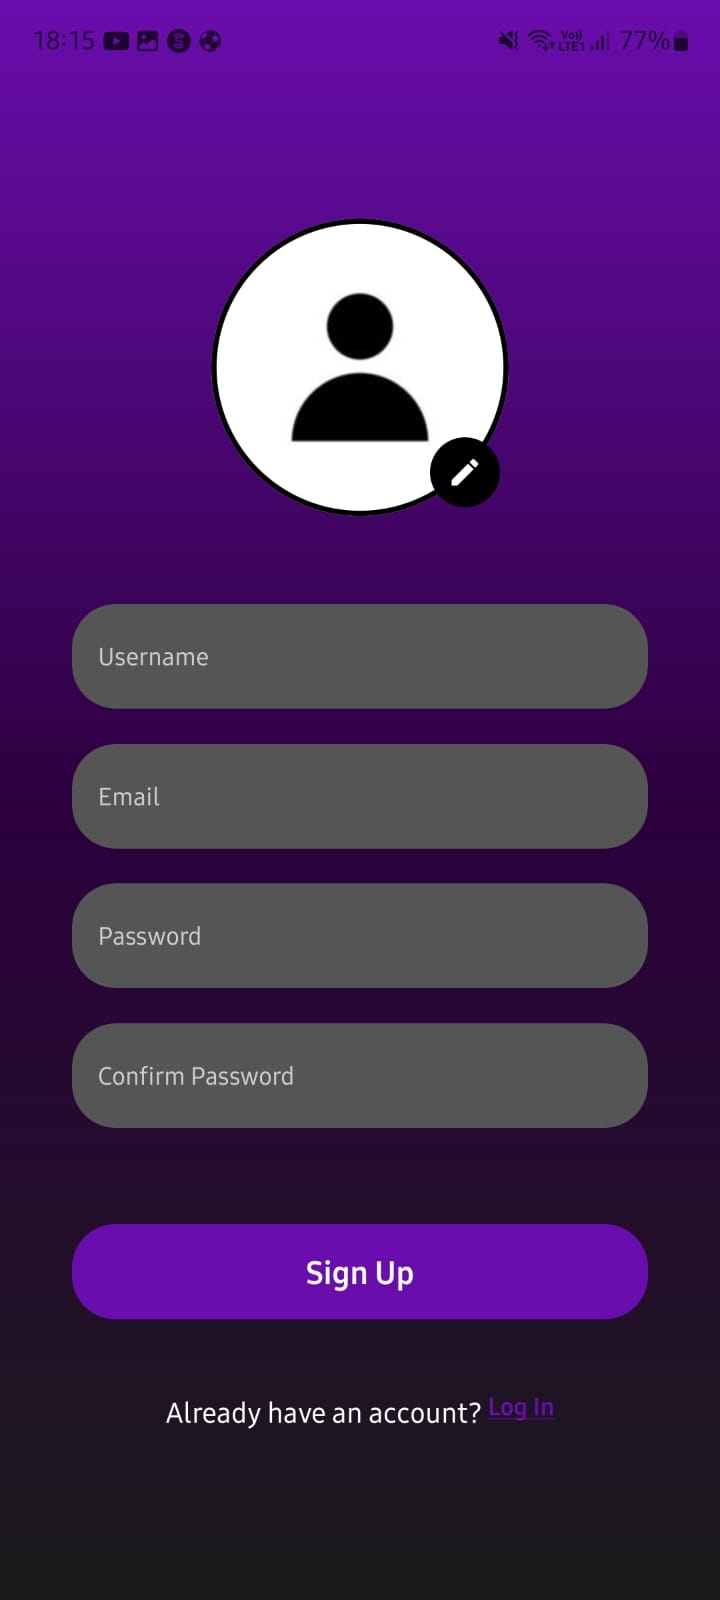 18:15 Vo)) LTE1 77%
Username
Email
Password
Confirm Password
Sign Up
Already have an account? Log In